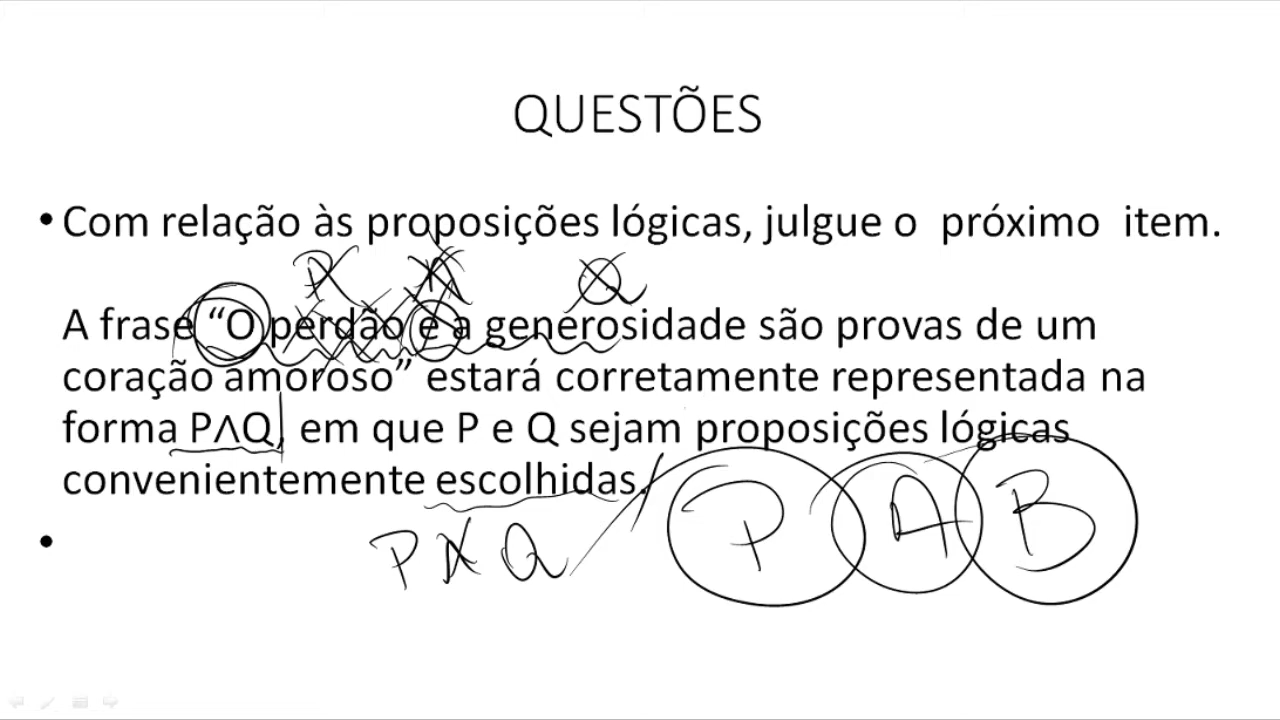 QUESTÕES
• Com relação às proposições lógicas, julgue o próximo item.
P ∧ Q
A frase “O perdão e a generosidade são provas de um
coração amoroso” estará corretamente representada na
forma P∧Q, em que P e Q sejam proposições lógicas
convenientemente escolhidas.
•
P ∧ Q
P A B